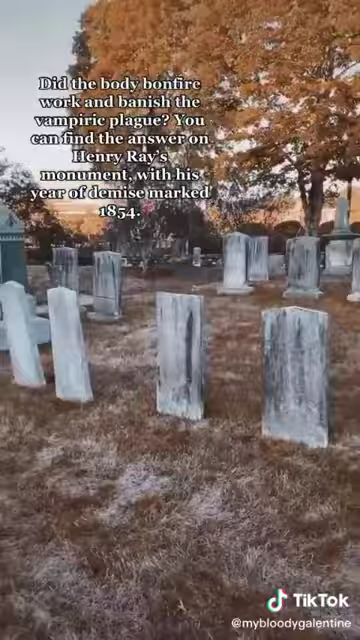 Did the body bonfire
work and banish the
vampiric plague? You
can find the answer on
Henry Ray's
monument, with his
year of demise marked
1854.
TikTok
@mybloodygalentine